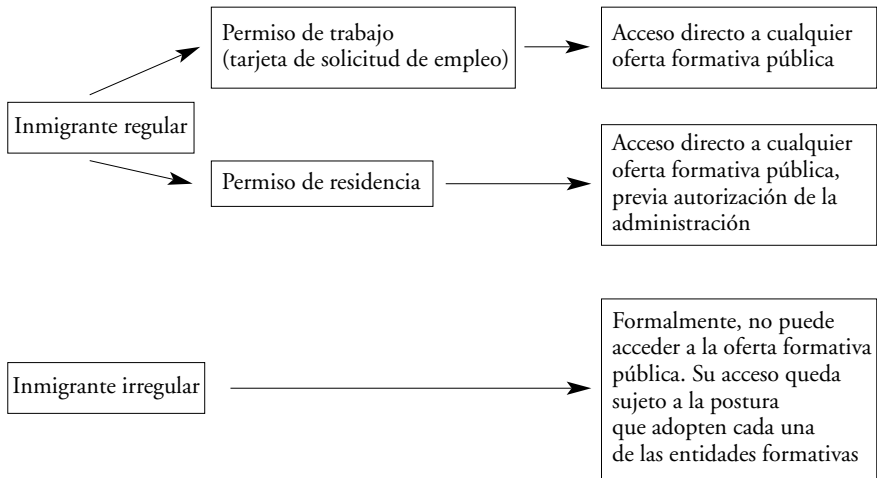 Permiso de trabajo
(tarjeta de solicitud de empleo)
Acceso directo a cualquier
oferta formativa pública
Inmigrante regular
Permiso de residencia
Acceso directo a cualquier
oferta formativa pública,
previa autorización de la
administración
Inmigrante irregular
Formalmente, no puede
acceder a la oferta formativa
pública. Su acceso queda
sujeto a la postura
que adopten cada una
de las entidades formativas